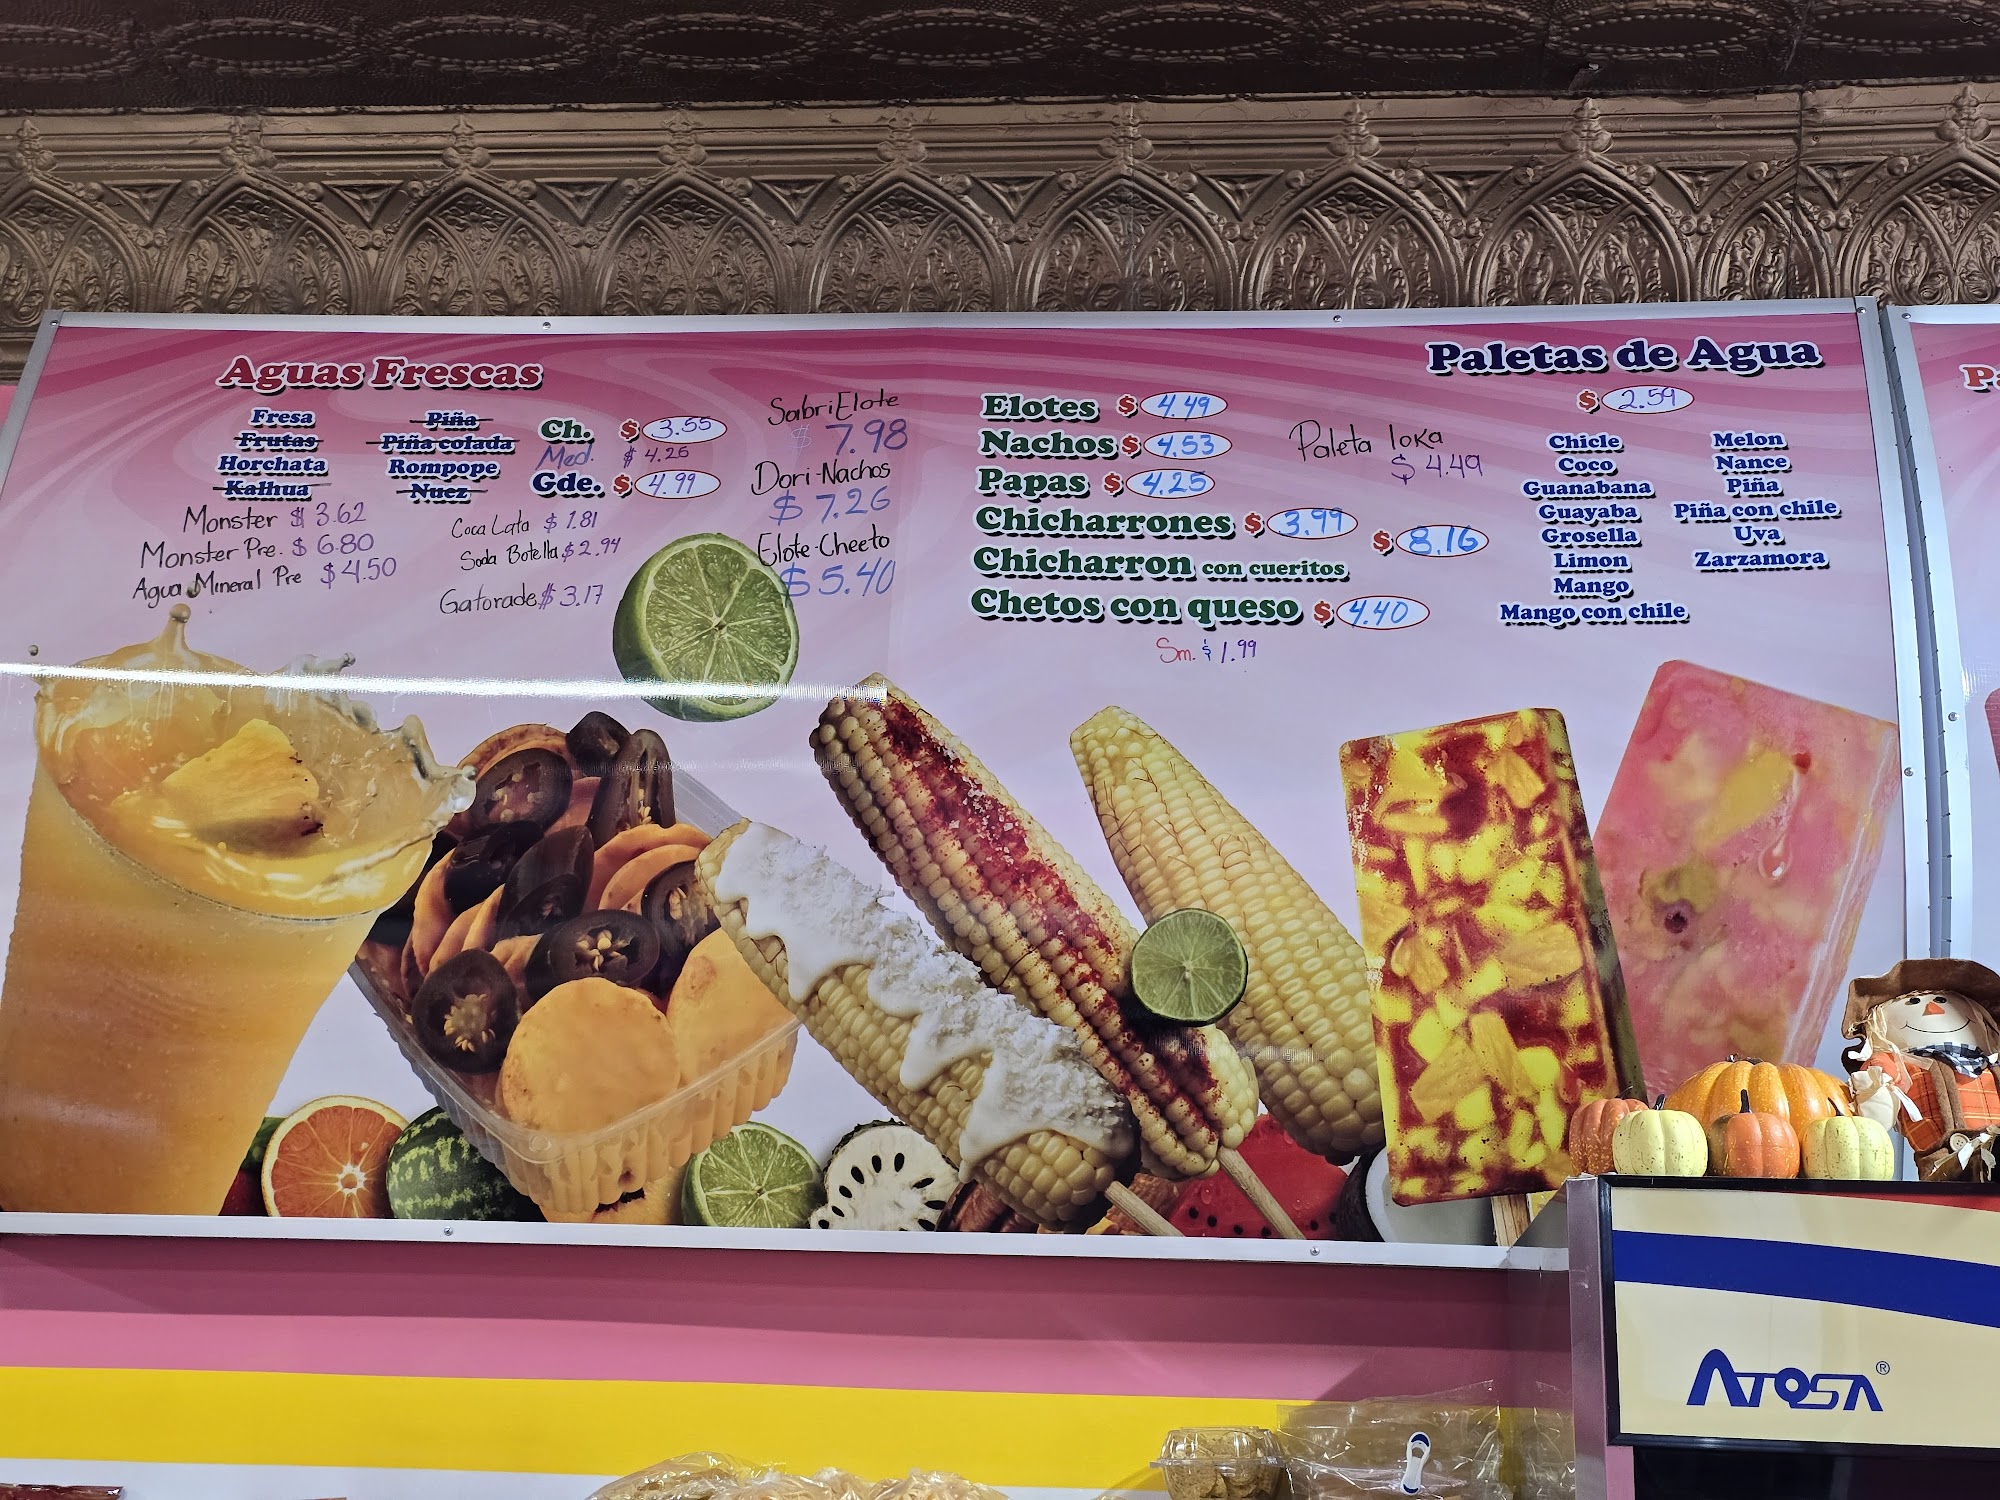 Aguas Frescas
Fresa
Frutas
Horchata
Kalhua
Piña
Piña colada
Rompope
Nuez
Ch. $ 3.55
Med. $ 4.25
Gde. $ 4.99
Monster $ 3.62
Monster Pre. $ 6.80
Agua Mineral Pre $ 4.50
Coca Lata $ 1.81
Soda Botella $ 2.94
Gatorade $ 3.17
SabriElote
$ 7.98
Dori-Nachos
$ 7.26
Elote-Cheeto
$ 5.40
Elotes $ 4.49
Nachos $ 4.53
Papas $ 4.25
Chicharrones $ 3.99
Chicharron con cueritos $ 8.16
Chetos con queso $ 4.40
Sm. $ 1.99
Paleta loka
$ 4.49
Paletas de Agua
$ 2.59
Chicle
Coco
Guanabana
Guayaba
Grosella
Limon
Mango
Mango con chile
Melon
Nance
Piña
Piña con chile
Uva
Zarzamora
ATOSA®